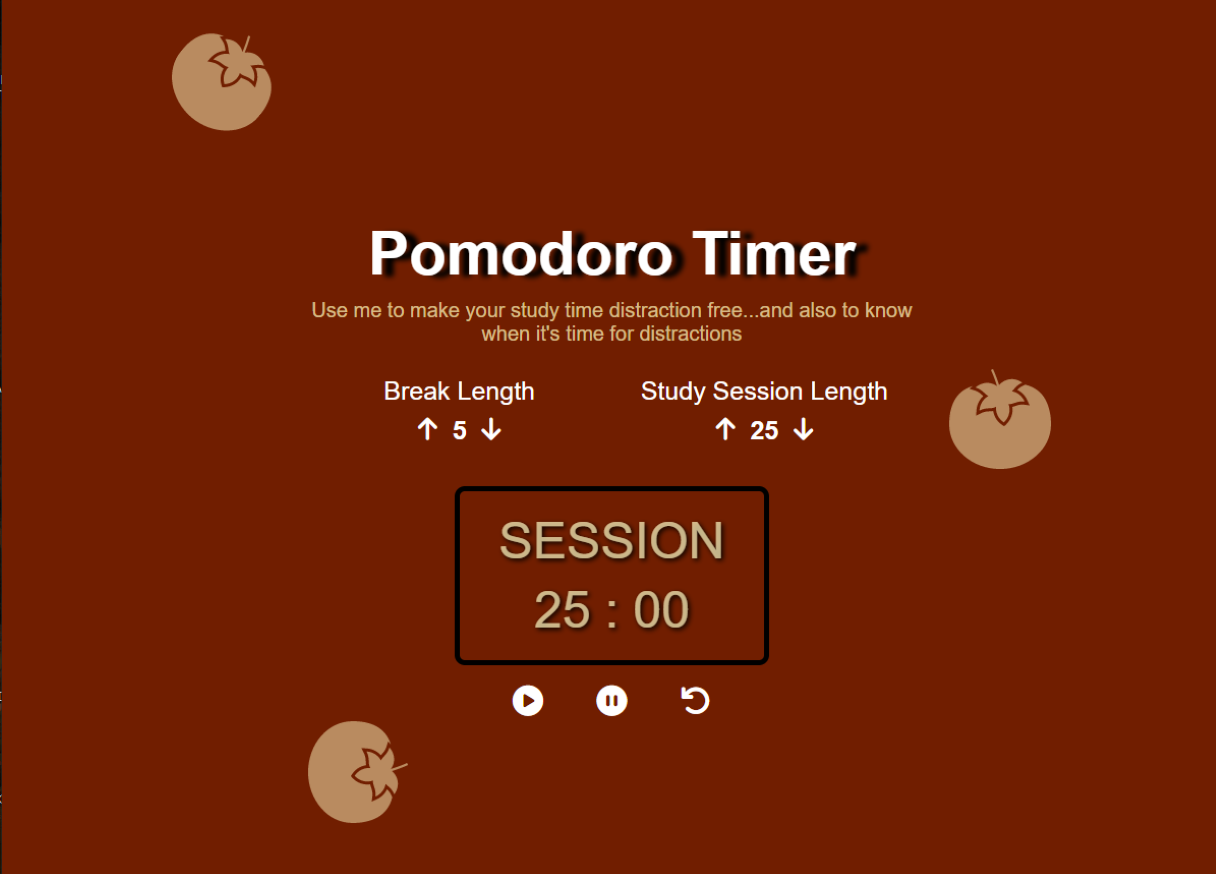 Pomodoro Timer
Use me to make your study time distraction free...and also to know
when it's time for distractions
Break Length
Study Session Length
5
25
SESSION
25 : 00